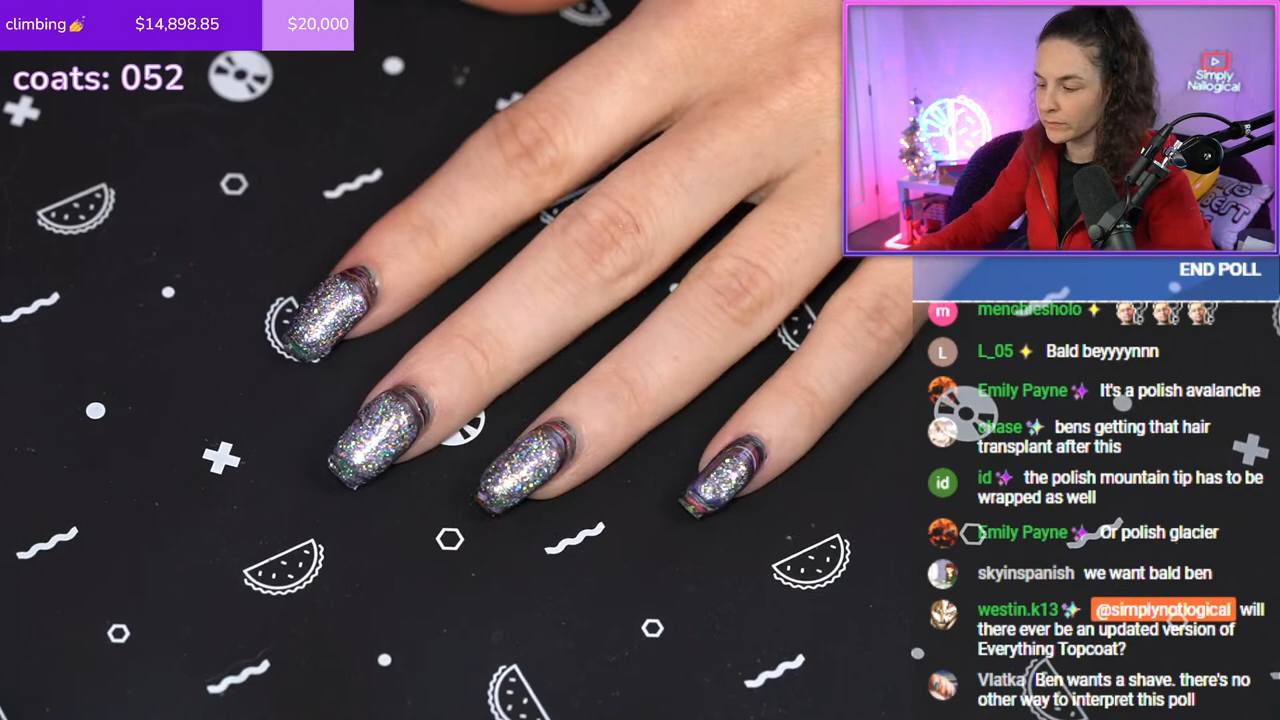 climbing💅 $14,898.85 $20,000
coats: 052
Simply
Nailogical
BEST
END POLL
menchiesholo
L L_05 Bald beyyyynnn
Emily Payne It's a polish avalanche
chase bens getting that hair
transplant after this
id id the polish mountain tip has to be
wrapped as well
Emily Payne Or polish glacier
skyinspanish we want bald ben
westin.k13 @simplynotlogical will
there ever be an updated version of
Everything Topcoat?
Vlatka Ben wants a shave. there's no
other way to interpret this poll